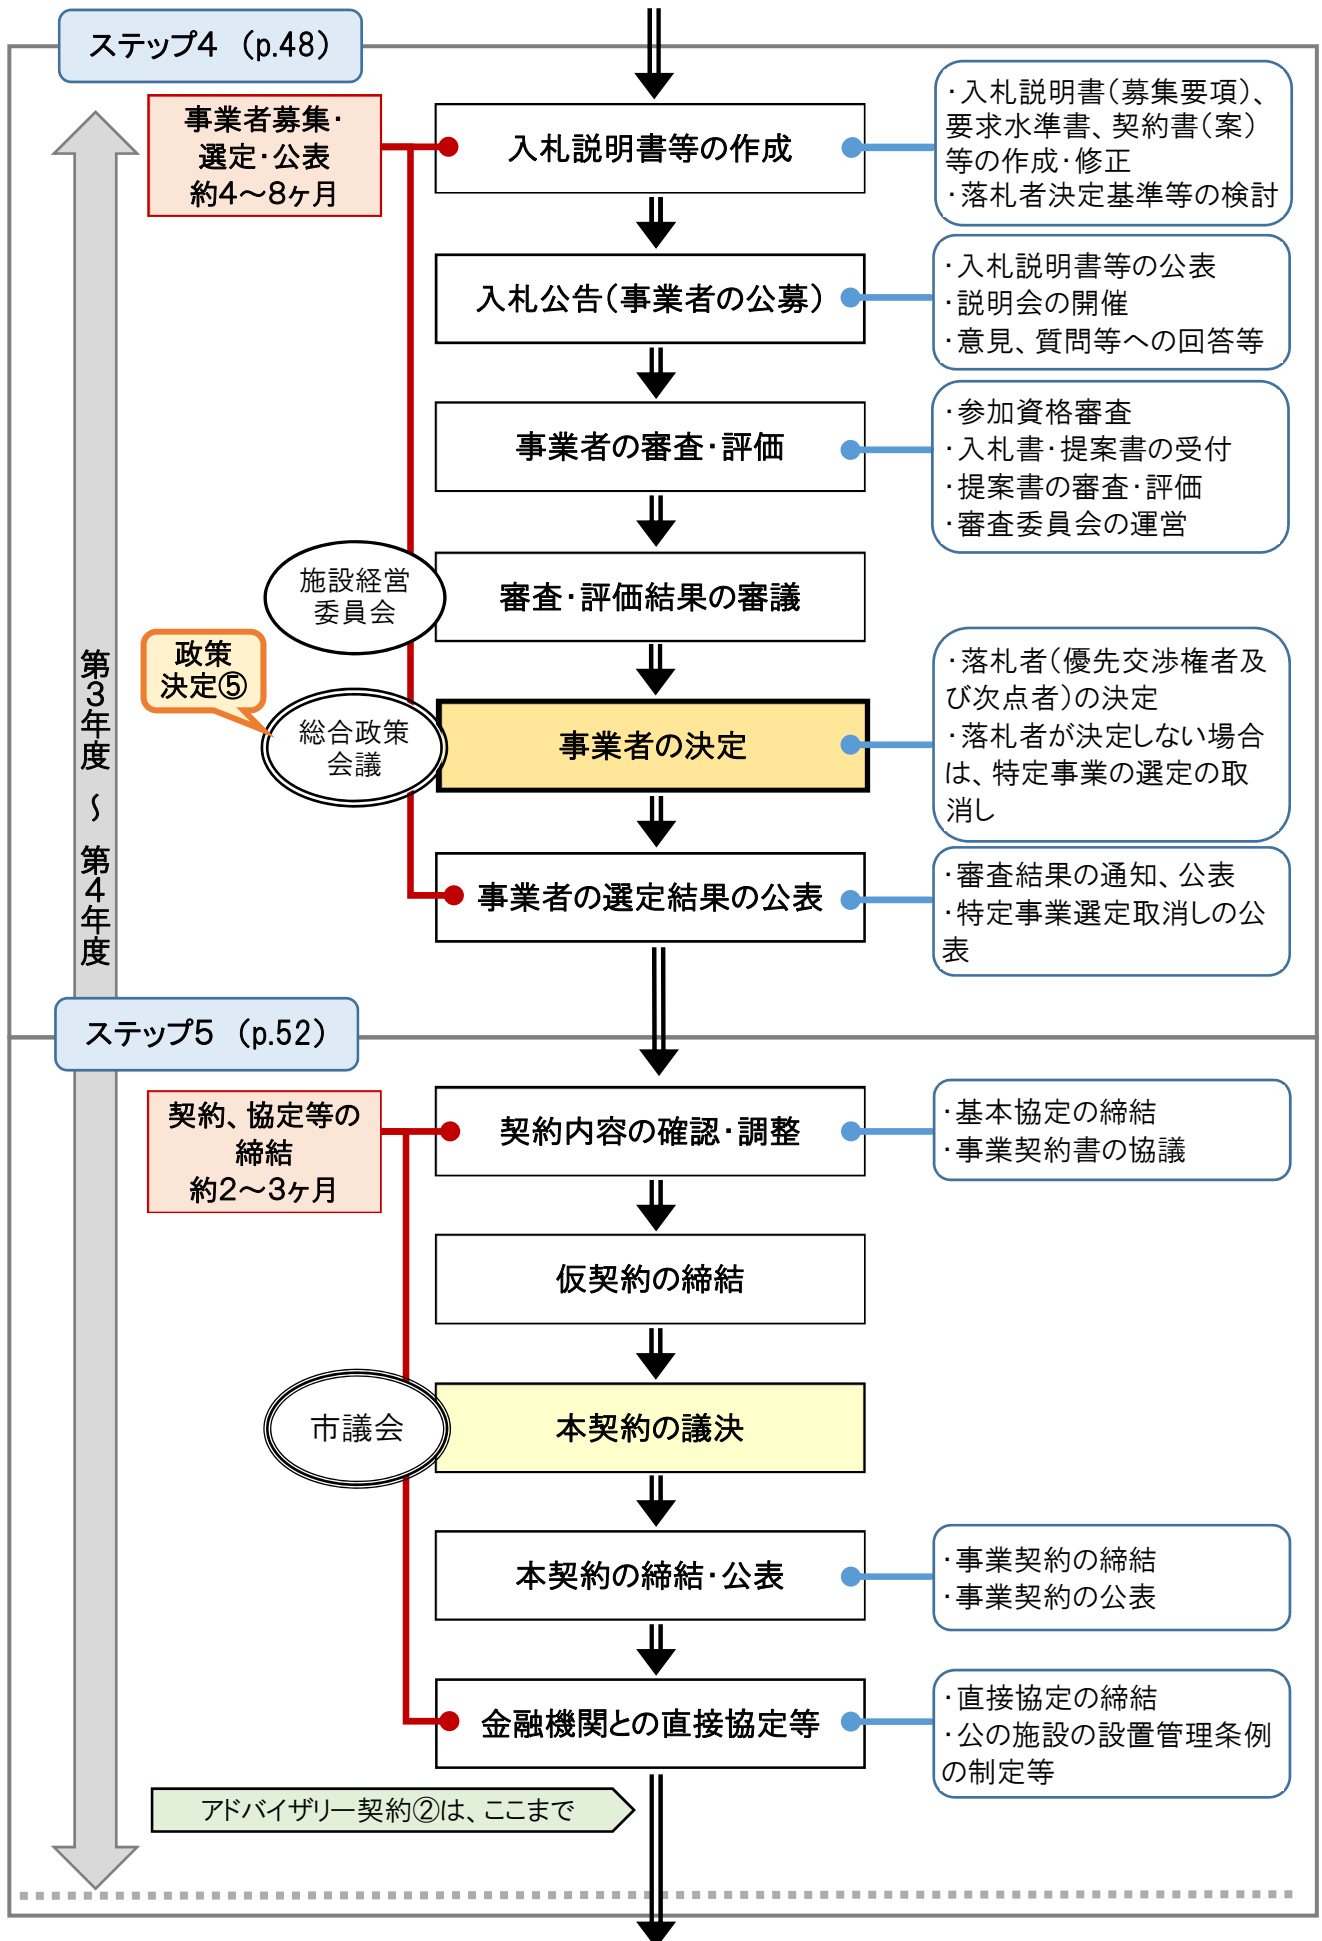 ステップ4　（p.48）
事業者募集・
選定・公表
約4～8ヶ月
入札説明書等の作成
・入札説明書（募集要項）、
要求水準書、契約書（案）
等の作成・修正
・落札者決定基準等の検討
入札公告（事業者の公募）
・入札説明書等の公表
・説明会の開催
・意見、質問等への回答等
事業者の審査・評価
・参加資格審査
・入札書・提案書の受付
・提案書の審査・評価
・審査委員会の運営
施設経営
委員会
審査・評価結果の審議
政策
決定⑤
総合政策
会議
事業者の決定
・落札者（優先交渉権者及
び次点者）の決定
・落札者が決定しない場合
は、特定事業の選定の取
消し
第3年度　～　第4年度
事業者の選定結果の公表
・審査結果の通知、公表
・特定事業選定取消しの公
表
ステップ5　（p.52）
契約、協定等の
締結
約2～3ヶ月
契約内容の確認・調整
・基本協定の締結
・事業契約書の協議
仮契約の締結
市議会
本契約の議決
本契約の締結・公表
・事業契約の締結
・事業契約の公表
金融機関との直接協定等
・直接協定の締結
・公の施設の設置管理条例
の制定等
アドバイザリー契約②は、ここまで